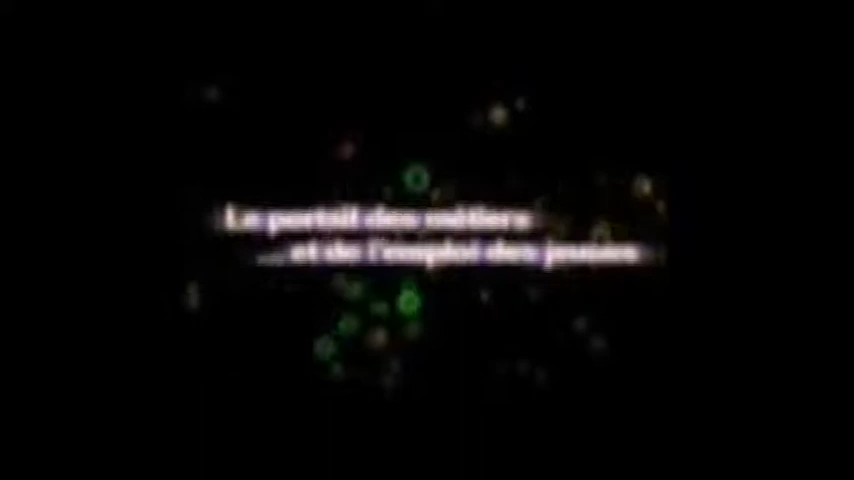 Le portail des métiers
... et de l'emploi des jeunes